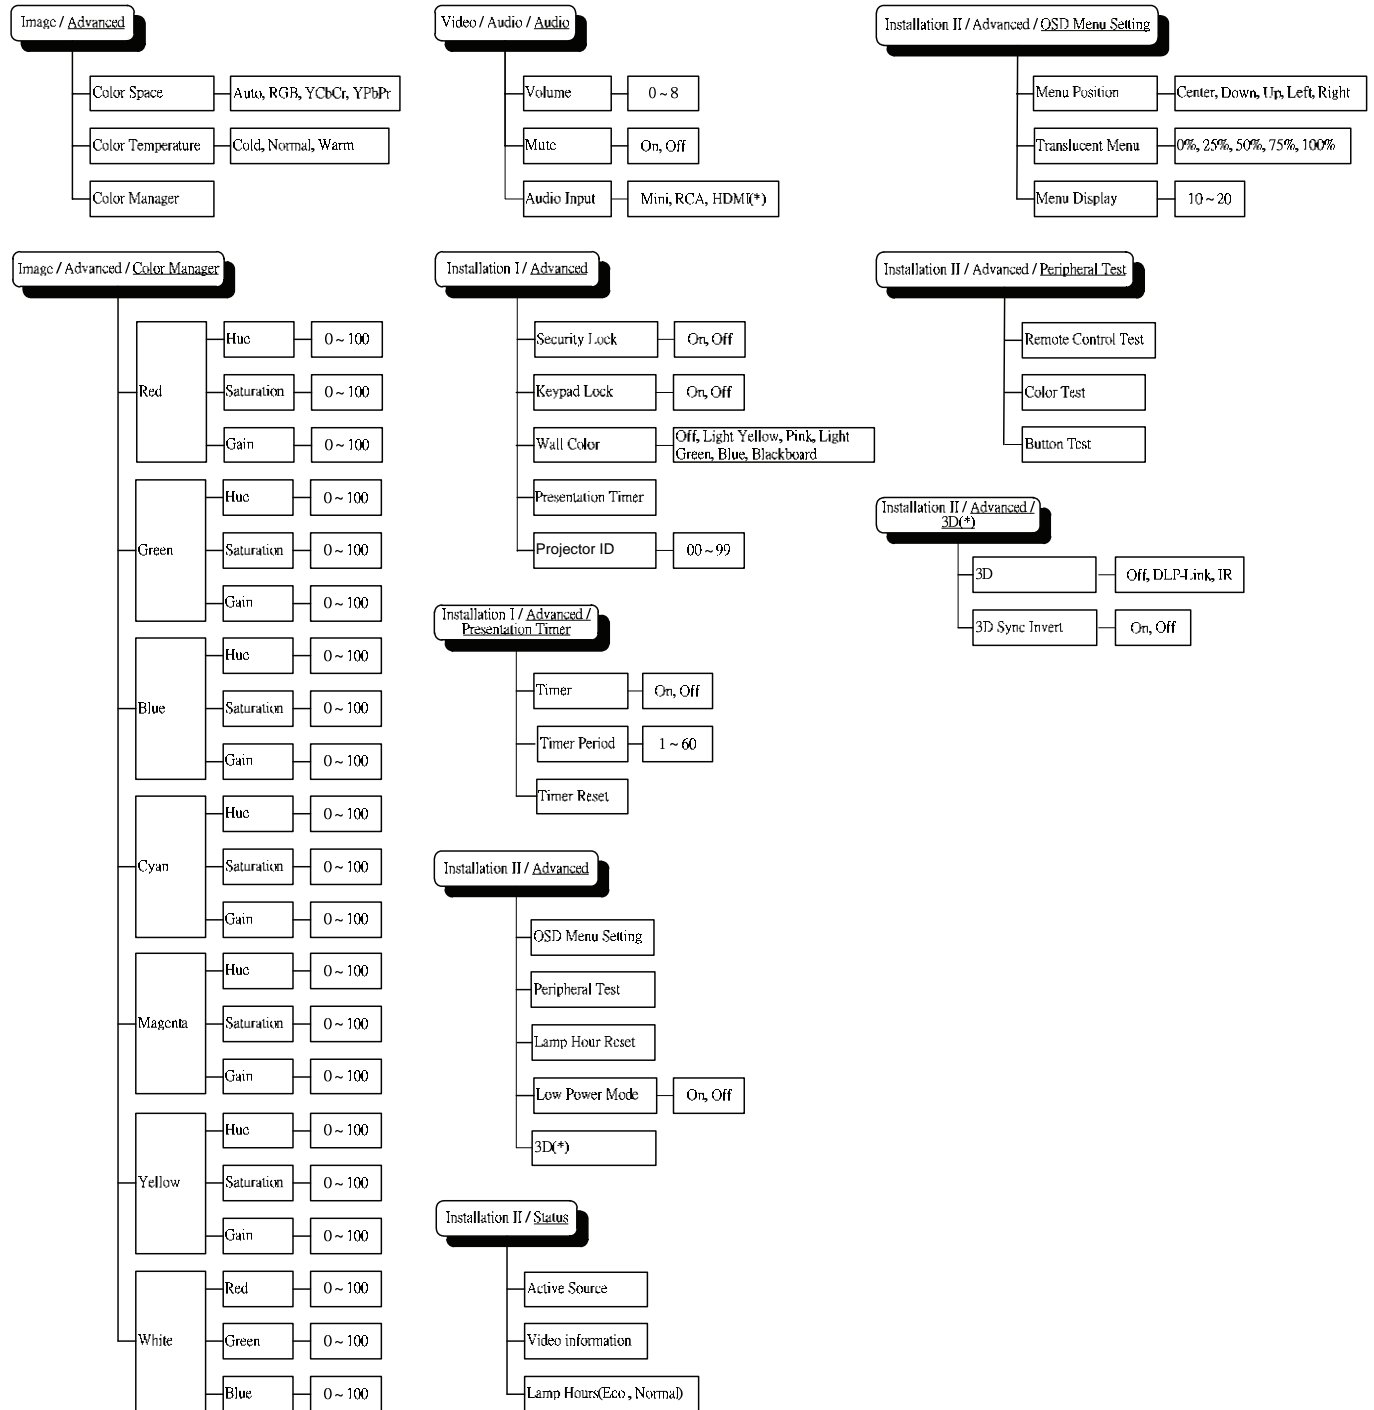 Image / Advanced
Color Space
Auto, RGB, YCbCr, YPbPr
Color Temperature
Cold, Normal, Warm
Color Manager
Image / Advanced / Color Manager
Red
Hue
0 ~ 100
Saturation
0 ~ 100
Gain
0 ~ 100
Green
Hue
0 ~ 100
Saturation
0 ~ 100
Gain
0 ~ 100
Blue
Hue
0 ~ 100
Saturation
0 ~ 100
Gain
0 ~ 100
Cyan
Hue
0 ~ 100
Saturation
0 ~ 100
Gain
0 ~ 100
Magenta
Hue
0 ~ 100
Saturation
0 ~ 100
Gain
0 ~ 100
Yellow
Hue
0 ~ 100
Saturation
0 ~ 100
Gain
0 ~ 100
White
Red
0 ~ 100
Green
0 ~ 100
Blue
0 ~ 100
Video / Audio / Audio
Volume
0 ~ 8
Mute
On, Off
Audio Input
Mini, RCA, HDMI(*)
Installation I / Advanced
Security Lock
On, Off
Keypad Lock
On, Off
Wall Color
Off, Light Yellow, Pink, Light
Green, Blue, Blackboard
Presentation Timer
Projector ID
00 ~ 99
Installation I / Advanced /
Presentation Timer
Timer
On, Off
Timer Period
1 ~ 60
Timer Reset
Installation II / Advanced
OSD Menu Setting
Peripheral Test
Lamp Hour Reset
Low Power Mode
On, Off
3D(*)
Installation II / Status
Active Source
Video information
Lamp Hours(Eco , Normal)
Installation II / Advanced / OSD Menu Setting
Menu Position
Center, Down, Up, Left, Right
Translucent Menu
0%, 25%, 50%, 75%, 100%
Menu Display
10 ~ 20
Installation II / Advanced / Peripheral Test
Remote Control Test
Color Test
Button Test
Installation II / Advanced /
3D(*)
3D
Off, DLP-Link, IR
3D Sync Invert
On, Off